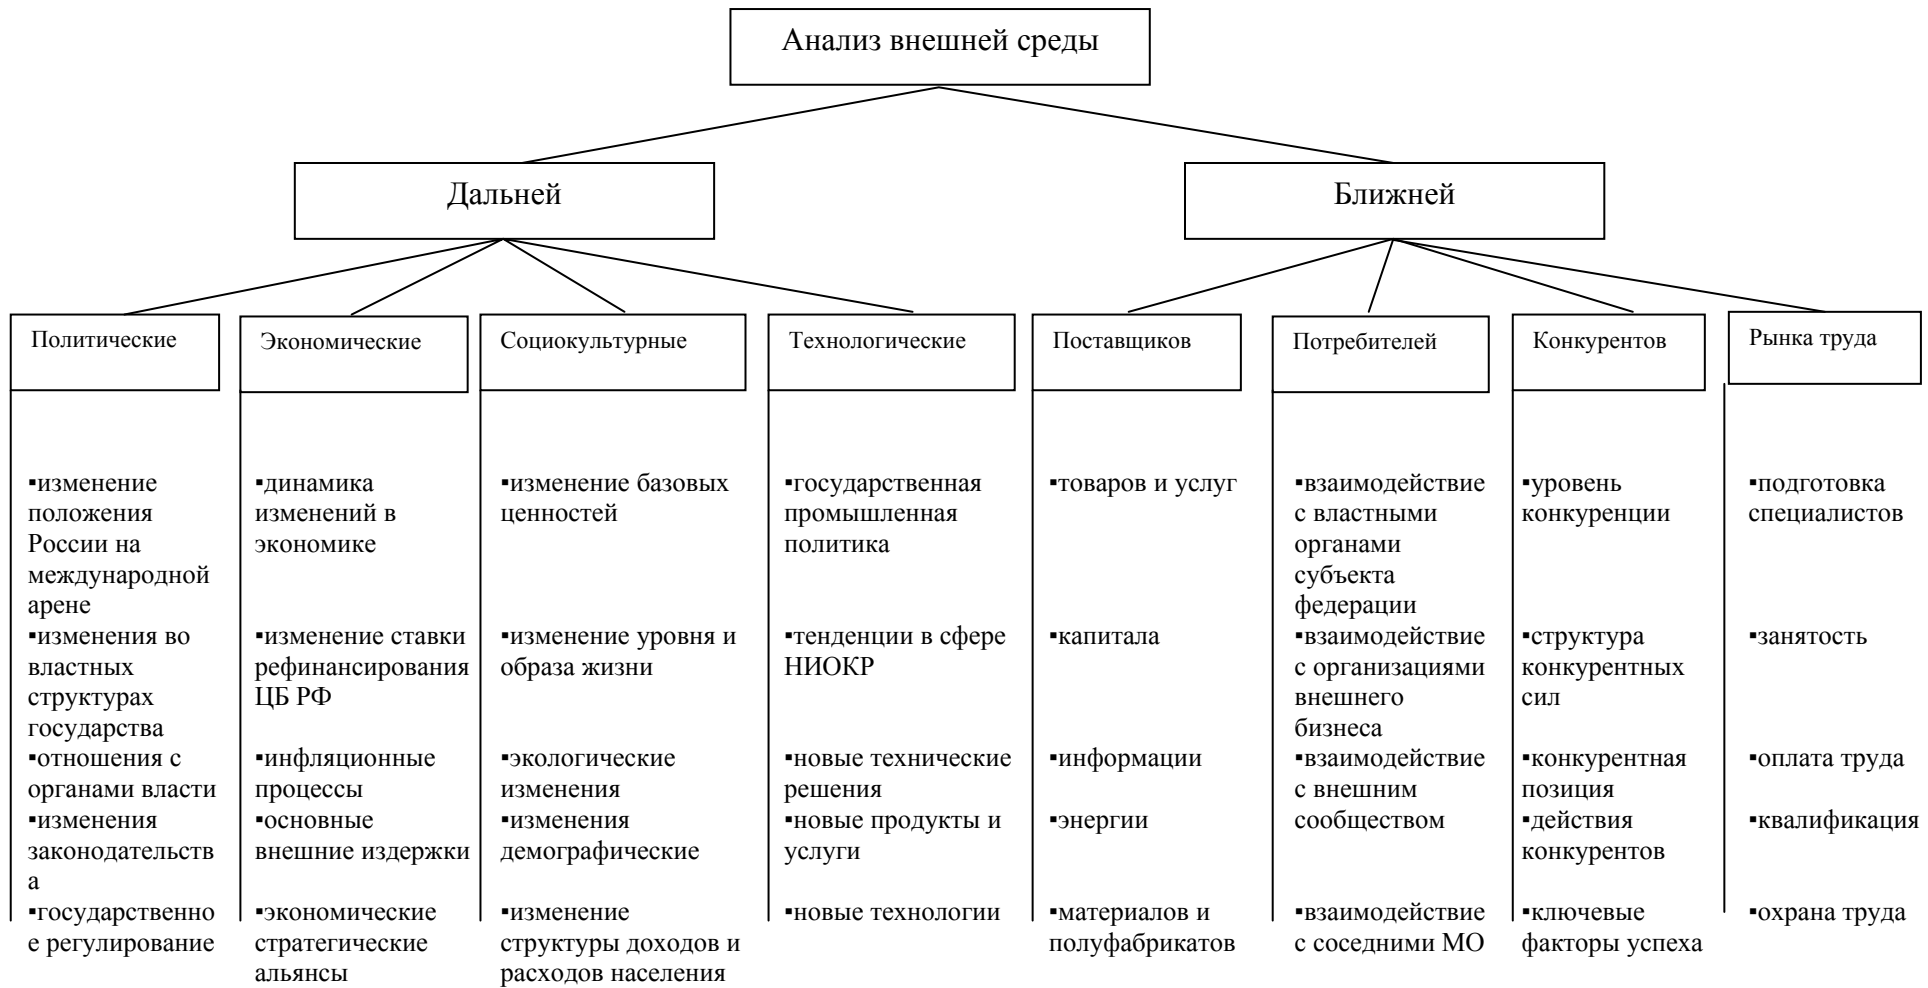 Анализ внешней среды
Дальней
Ближней
Политические
Экономические
Социокультурные
Технологические
Поставщиков
Потребителей
Конкурентов
Рынка труда
▪изменение
положения
России на
международной
арене
▪изменения во
властных
структурах
государства
▪отношения с
органами власти
▪изменения
законодательств
а
▪государственно
е регулирование
▪динамика
изменений в
экономике
▪изменение ставки
рефинансирования
ЦБ РФ
▪инфляционные
процессы
▪основные
внешние издержки
▪экономические
стратегические
альянсы
▪изменение базовых
ценностей
▪изменение уровня и
образа жизни
▪экологические
изменения
▪изменения
демографические
▪изменение
структуры доходов и
расходов населения
▪государственная
промышленная
политика
▪тенденции в сфере
НИОКР
▪новые технические
решения
▪новые продукты и
услуги
▪новые технологии
▪товаров и услуг
▪капитала
▪информации
▪энергии
▪материалов и
полуфабрикатов
▪взаимодействие
с властными
органами
субъекта
федерации
▪взаимодействие
с организациями
внешнего
бизнеса
▪взаимодействие
с внешним
сообществом
▪взаимодействие
с соседними МО
▪уровень
конкуренции
▪структура
конкурентных
сил
▪конкурентная
позиция
▪действия
конкурентов
▪ключевые
факторы успеха
▪подготовка
специалистов
▪занятость
▪оплата труда
▪квалификация
▪охрана труда